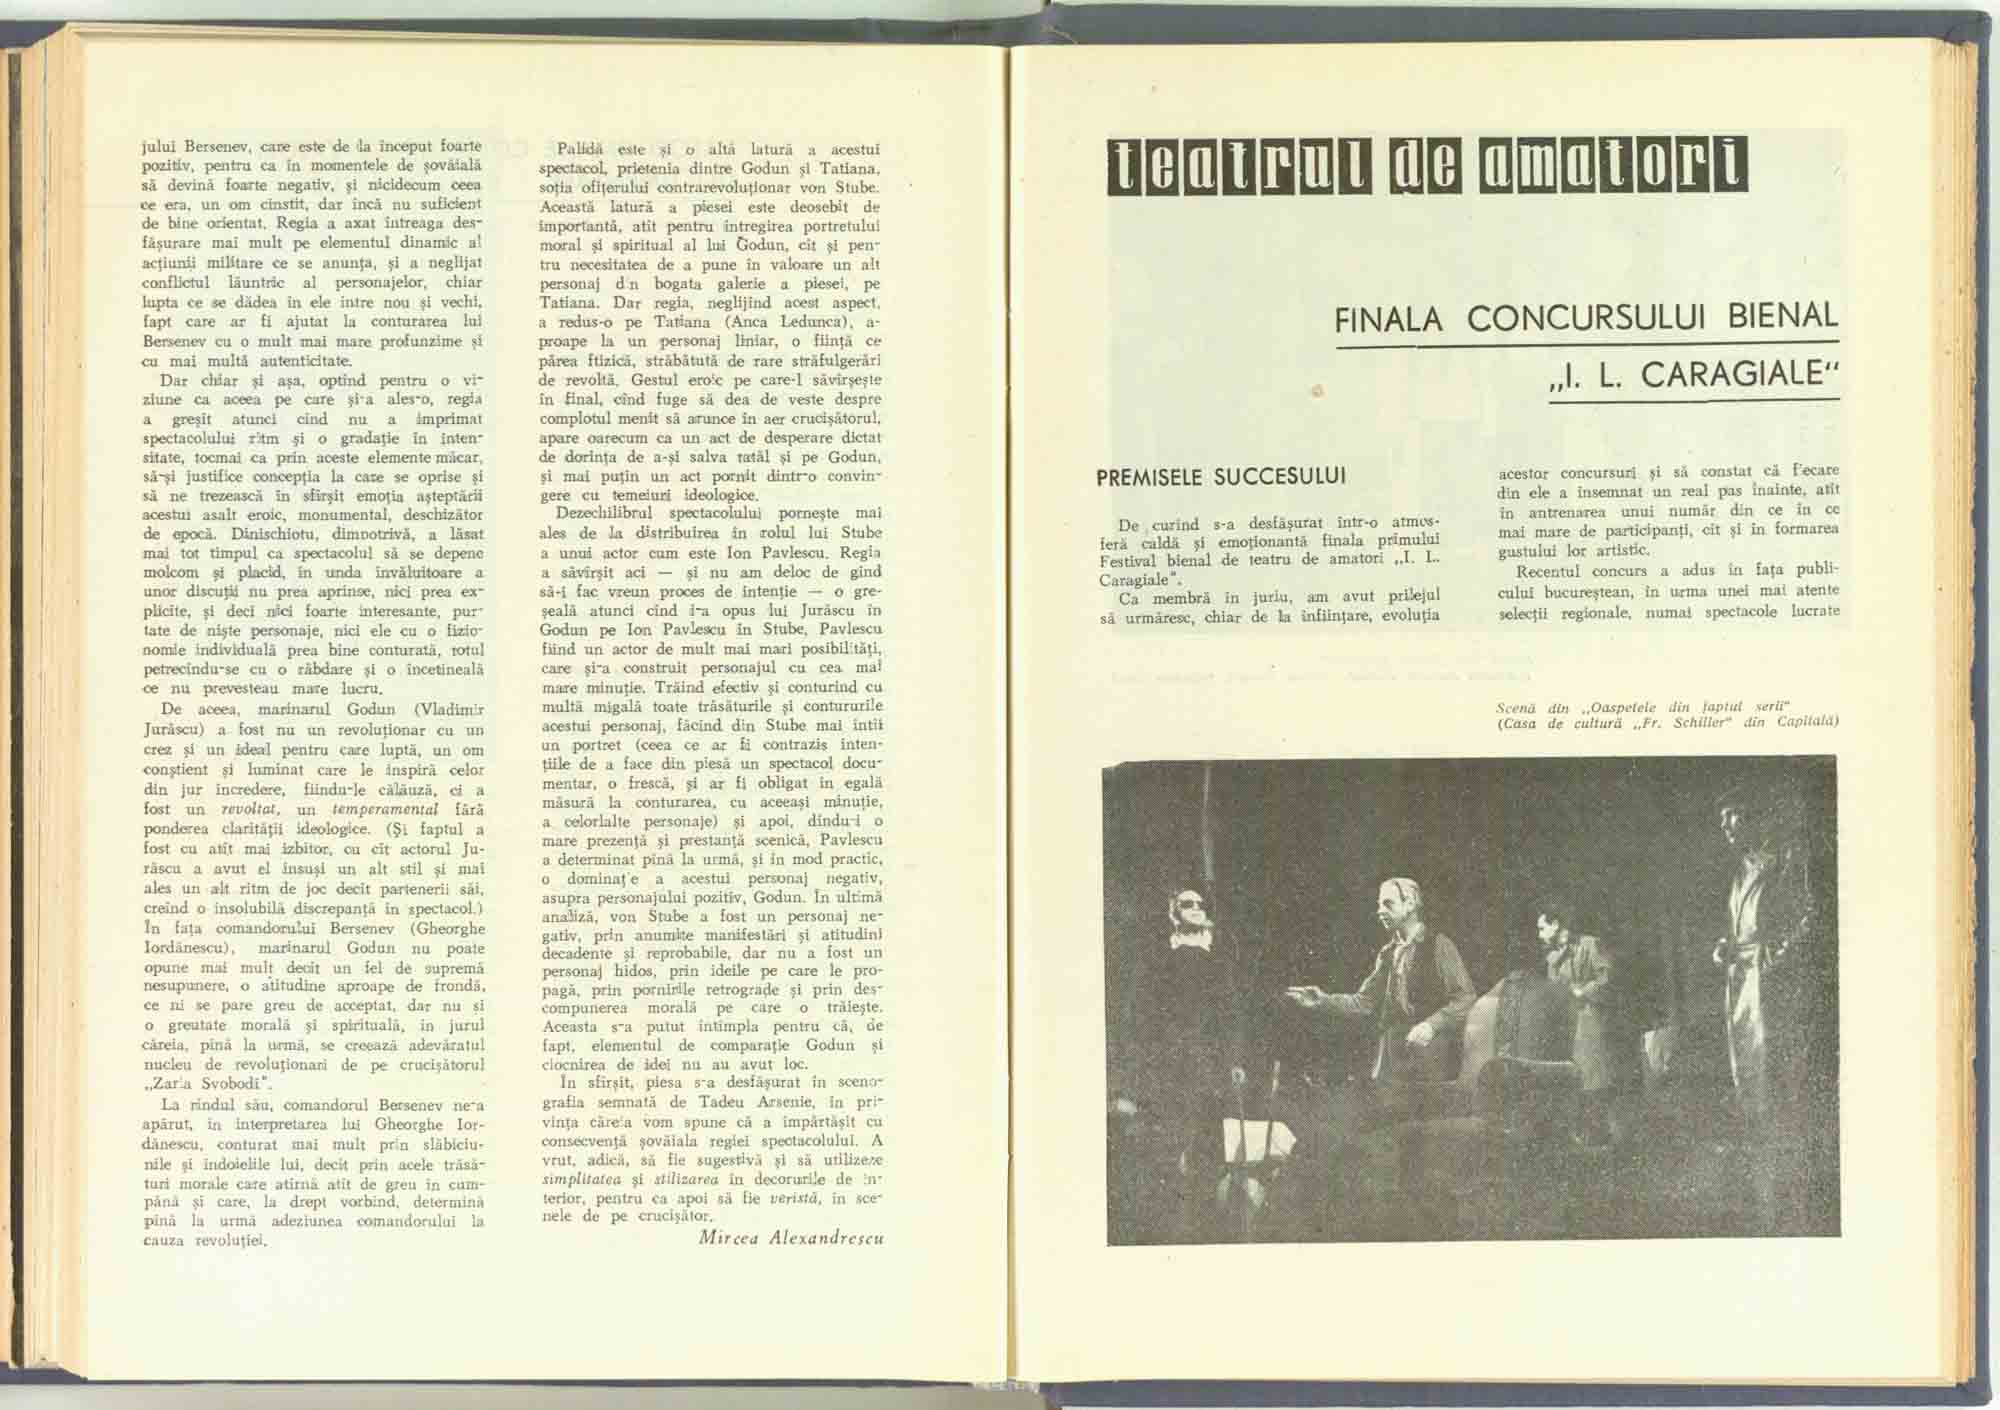 jului Bersenev, care este de la început foarte
pozitiv, pentru ca în momentele de șovăială
să devină foarte negativ, și nicidecum ceea
ce era, un om cinstit, dar încă nu suficient
de bine orientat. Regia a axat întreaga des-
fășurare mai mult pe elementul dinamic al
acțiunii militare ce se anunța, și a neglijat
conflictul lăuntric al personajelor, chiar
lupta ce se dădea în ele între nou și vechi,
fapt care ar fi ajutat la conturarea lui
Bersenev cu o mult mai mare profunzime și
cu mai multă autenticitate.
Dar chiar și așa, optînd pentru o vi-
ziune ca aceea pe care și-a ales-o, regia
a greșit atunci cînd nu a imprimat
spectacolului ritm și o gradație în inten-
sitate, tocmai ca prin aceste elemente măcar,
să-și justifice concepția la care se oprise și
să ne trezească în sfîrșit emoția așteptării
acestui asalt eroic, monumental, deschizător
de epocă. Dinischiotu, dimpotrivă, a lăsat
mai tot timpul ca spectacolul să se depene
molcom și placid, în unda învăluitoare a
unor discuții nu prea aprinse, nici prea ex-
plicite, și deci nici foarte interesante, pur-
tate de niște personaje, nici ele cu o fizio-
nomie individuală prea bine conturată, totul
petrecîndu-se cu o răbdare și o încetineală
ce nu prevesteau mare lucru.
De aceea, marinarul Godun (Vladimir
Jurăscu) a fost nu un revoluționar cu un
crez și un ideal pentru care luptă, un om
conștient și luminat care le inspiră celor
din jur încredere, fiindu-le călăuză, ci a
fost un revoltat, un temperamental fără
ponderea clarității ideologice. (Și faptul a
fost cu atît mai izbitor, cu cît actorul Ju-
răscu a avut el însuși un alt stil și mai
ales un alt ritm de joc decît partenerii săi,
creînd o insolubilă discrepanță în spectacol.)
În fața comandorului Bersenev (Gheorghe
Iordănescu), marinarul Godun nu poate
opune mai mult decît un fel de supremă
nesupunere, o atitudine aproape de frondă,
ce ni se pare greu de acceptat, dar nu și
o greutate morală și spirituală, în jurul
căreia, pînă la urmă, se creează adevăratul
nucleu de revoluționari de pe crucișătorul
„Zaria Svobodî".
La rîndul său, comandorul Bersenev ne-a
apărut, în interpretarea lui Gheorghe Ior-
dănescu, conturat mai mult prin slăbiciu-
nile și îndoielile lui, decît prin acele trăsă-
turi morale care atîrnă atît de greu în cum-
pănă și care, la drept vorbind, determină
pînă la urmă adeziunea comandorului la
cauza revoluției.
Palidă este și o altă latură a acestui
spectacol, prietenia dintre Godun și Tatiana,
soția ofițerului contrarevoluționar von Stube.
Această latură a piesei este deosebit de
importantă, atît pentru întregirea portretului
moral și spiritual al lui Godun, cît și pen-
tru necesitatea de a pune în valoare un alt
personaj din bogata galerie a piesei, pe
Tatiana. Dar regia, neglijînd acest aspect,
a redus-o pe Tatiana (Anca Ledunca), a-
proape la un personaj liniar, o ființă ce
părea ftizică, străbătută de rare străfulgerări
de revoltă. Gestul eroic pe care-l săvîrșește
în final, cînd fuge să dea de veste despre
complotul menit să arunce în aer crucișătorul,
apare oarecum ca un act de desperare dictat
de dorința de a-și salva tatăl și pe Godun,
și mai puțin un act pornit dintr-o convin-
gere cu temeiuri ideologice.
Dezechilibrul spectacolului pornește mai
ales de la distribuirea în rolul lui Stube
a unui actor cum este Ion Pavlescu. Regia
a săvîrșit aci — și nu am deloc de gînd
să-i fac vreun proces de intenție — o gre-
șeală atunci cînd i-a opus lui Jurăscu în
Godun pe Ion Pavlescu în Stube, Pavlescu
fiind un actor de mult mai mari posibilități,
care și-a construit personajul cu cea mai
mare minuție. Trăind efectiv și conturînd cu
multă migală toate trăsăturile și contururile
acestui personaj, făcînd din Stube mai întîi
un portret (ceea ce ar fi contrazis inten-
țiile de a face din piesă un spectacol docu-
mentar, o frescă, și ar fi obligat în egală
măsură la conturarea, cu aceeași minuție,
a celorlalte personaje) și apoi, dîndu-i o
mare prezență și prestanță scenică, Pavlescu
a determinat pînă la urmă, și în mod practic,
o dominație a acestui personaj negativ,
asupra personajului pozitiv, Godun. În ultimă
analiză, von Stube a fost un personaj ne-
gativ, prin anumite manifestări și atitudini
decadente și reprobabile, dar nu a fost un
personaj hidos, prin ideile pe care le pro-
pagă, prin pornirile retrograde și prin des-
compunerea morală pe care o trăiește.
Aceasta s-a putut întîmpla pentru că, de
fapt, elementul de comparație Godun și
ciocnirea de idei nu au avut loc.
În sfîrșit, piesa s-a desfășurat în sceno-
grafia semnată de Tadeu Arsenie, în pri-
vința căreia vom spune că a împărtășit cu
consecvență șovăiala regiei spectacolului. A
vrut, adică, să fie sugestivă și să utilizeze
simplitatea și stilizarea în decorurile de in-
terior, pentru ca apoi să fie veristă, în sce-
nele de pe crucișător.
Mircea Alexandrescu
teatrul de amatori
FINALA CONCURSULUI BIENAL
„I. L. CARAGIALE"
PREMISELE SUCCESULUI
De curînd s-a desfășurat într-o atmos-
feră caldă și emoționantă finala primului
Festival bienal de teatru de amatori „I. L.
Caragiale".
Ca membră în juriu, am avut prilejul
să urmăresc, chiar de la înființare, evoluția
acestor concursuri și să constat că fiecare
din ele a însemnat un real pas înainte, atît
în antrenarea unui număr din ce în ce
mai mare de participanți, cît și în formarea
gustului lor artistic.
Recentul concurs a adus în fața publi-
cului bucureștean, în urma unei mai atente
selecții regionale, numai spectacole lucrate
Scenă din „Oaspetele din faptul serii"
(Casa de cultură „Fr. Schiller" din Capitală)